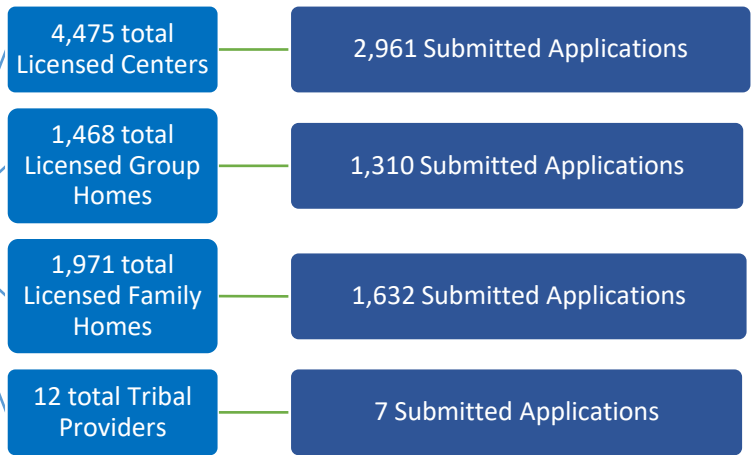 4,475 total
Licensed Centers
2,961 Submitted Applications
1,468 total
Licensed Group
Homes
1,310 Submitted Applications
1,971 total
Licensed Family
Homes
1,632 Submitted Applications
12 total Tribal
Providers
7 Submitted Applications